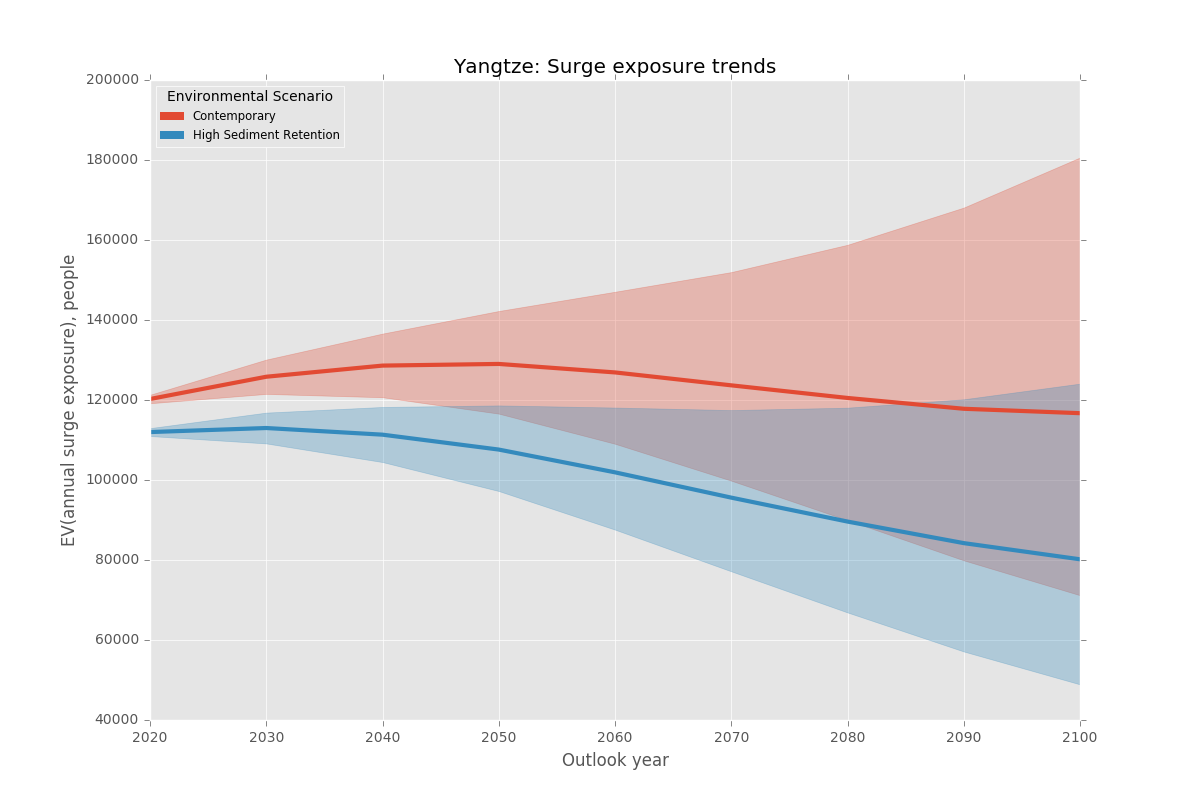 Yangtze: Surge exposure trends
Environmental Scenario
Contemporary
High Sediment Retention
EV(annual surge exposure), people
200000
180000
160000
140000
120000
100000
80000
60000
40000
2020 2030 2040 2050 2060 2070 2080 2090 2100
Outlook year